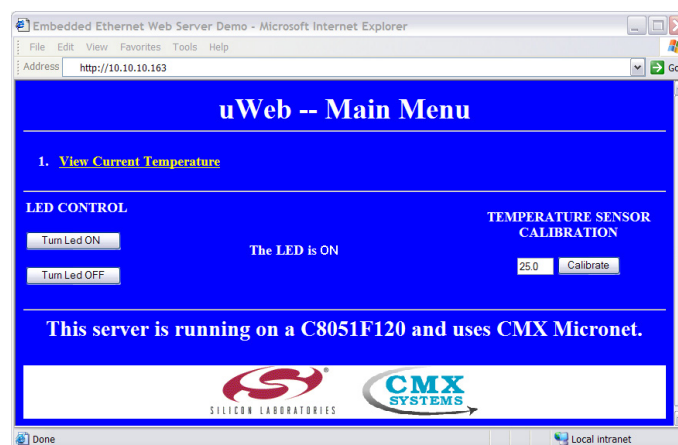 Embedded Ethernet Web Server Demo - Microsoft Internet Explorer
File Edit View Favorites Tools Help
Address http://10.10.10.163 Go
uWeb -- Main Menu
1. View Current Temperature
LED CONTROL
TEMPERATURE SENSOR
CALIBRATION
Turn Led ON
The LED is ON
25.0 Calibrate
Turn Led OFF
This server is running on a C8051F120 and uses CMX Micronet.
SILICON LABORATORIES
CMX
SYSTEMS
Done Local intranet